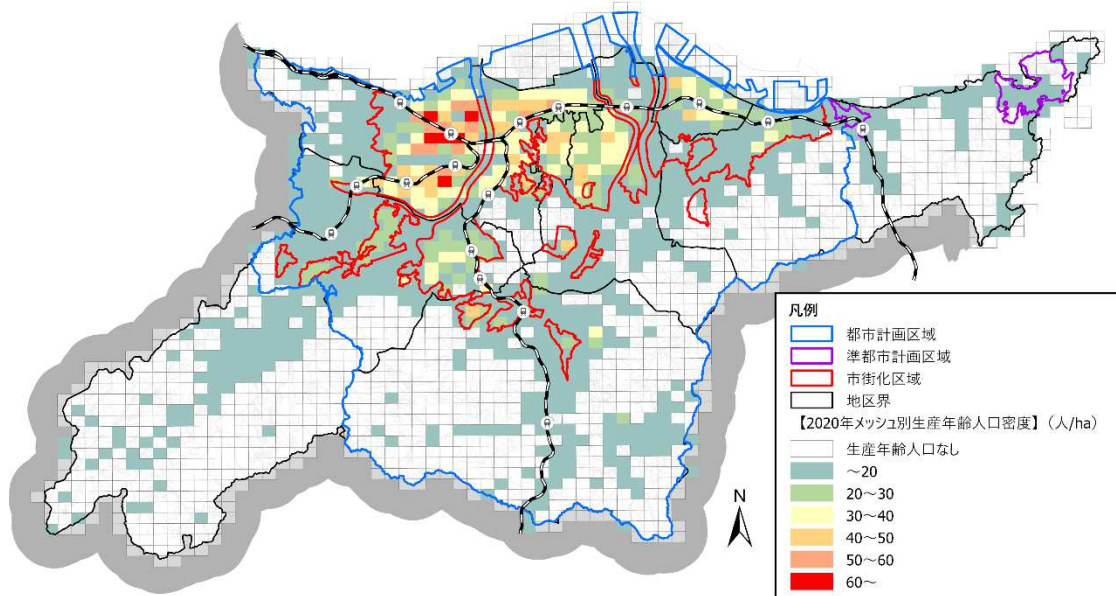 N
凡例
都市計画区域
準都市計画区域
市街化区域
地区界
【2020年メッシュ別生産年齢人口密度】（人/ha）
生産年齢人口なし
～20
20～30
30～40
40～50
50～60
60～